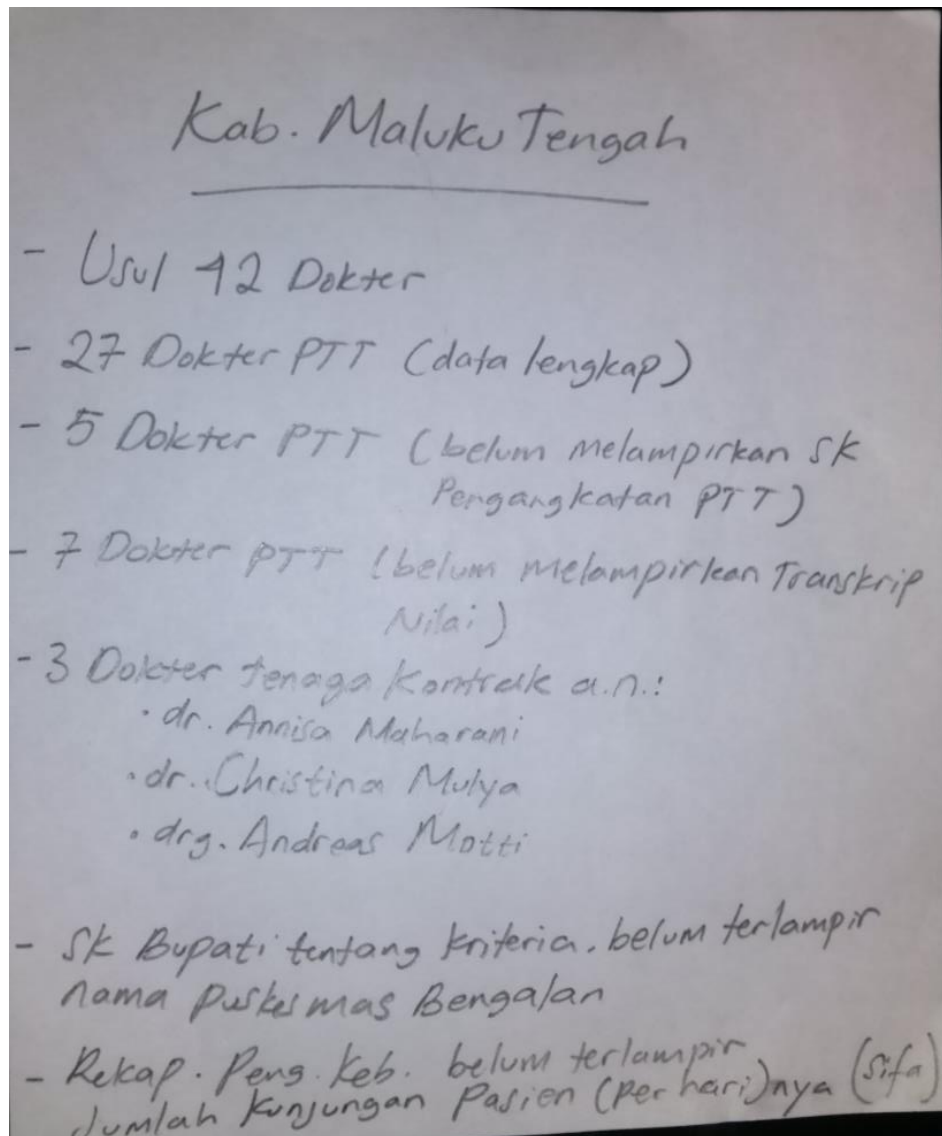 Kab. Maluku Tengah
- Usul 42 Dokter
- 27 Dokter PTT (data lengkap)
- 5 Dokter PTT (belum melampirkan SK
Pengangkatan PTT)
- 7 Dokter PTT (belum melampirkan Transkrip
Nilai)
- 3 Dokter tenaga Kontrak a.n.:
· dr. Annisa Maharani
· dr. Christina Mulya
· drg. Andreas Motti
- SK Bupati tentang kriteria. belum terlampir
nama Puskesmas Bengalan
- Rekap. Peng. Keb. belum terlampir
Jumlah Kunjungan Pasien (per hari)nya (Sifa)